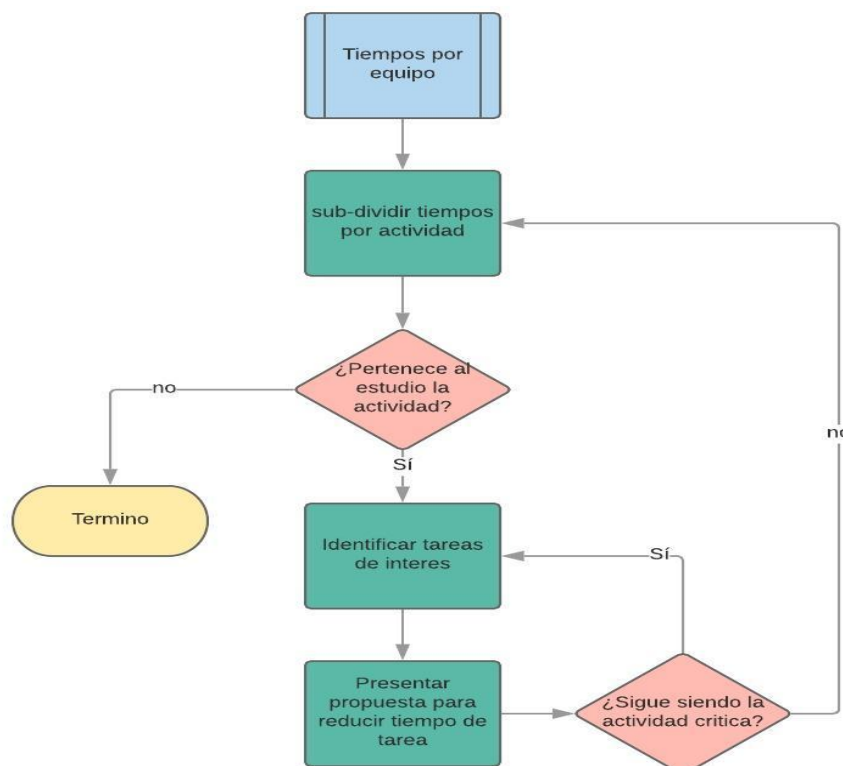 Tiempos por
equipo
sub-dividir tiempos
por actividad
¿Pertenece al
estudio la
actividad?
no
Sí
Termino
Identificar tareas
de interes
Sí
no
Presentar
propuesta para
reducir tiempo de
tarea
¿Sigue siendo la
actividad critica?